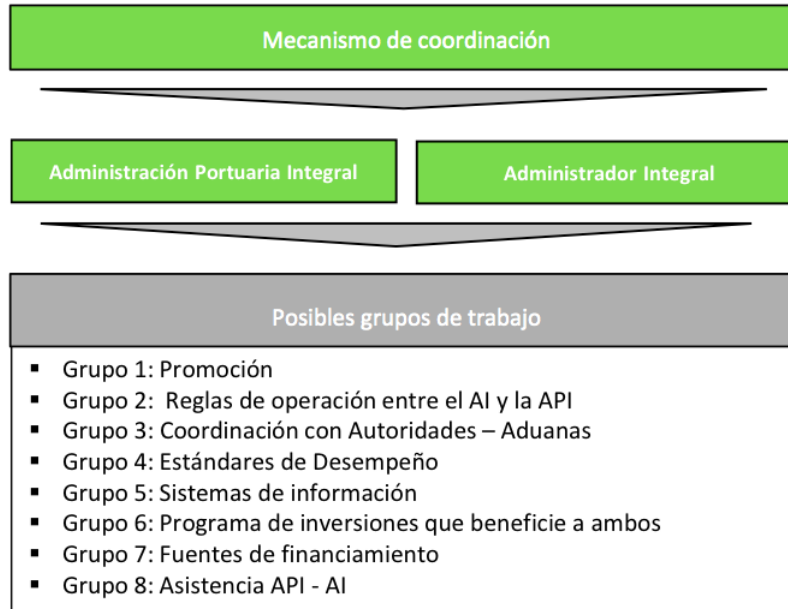 Mecanismo de coordinación
Administración Portuaria Integral
Administrador Integral
Posibles grupos de trabajo
▪ Grupo 1: Promoción
▪ Grupo 2:  Reglas de operación entre el AI y la API
▪ Grupo 3: Coordinación con Autoridades – Aduanas
▪ Grupo 4: Estándares de Desempeño
▪ Grupo 5: Sistemas de información
▪ Grupo 6: Programa de inversiones que beneficie a ambos
▪ Grupo 7: Fuentes de financiamiento
▪ Grupo 8: Asistencia API - AI